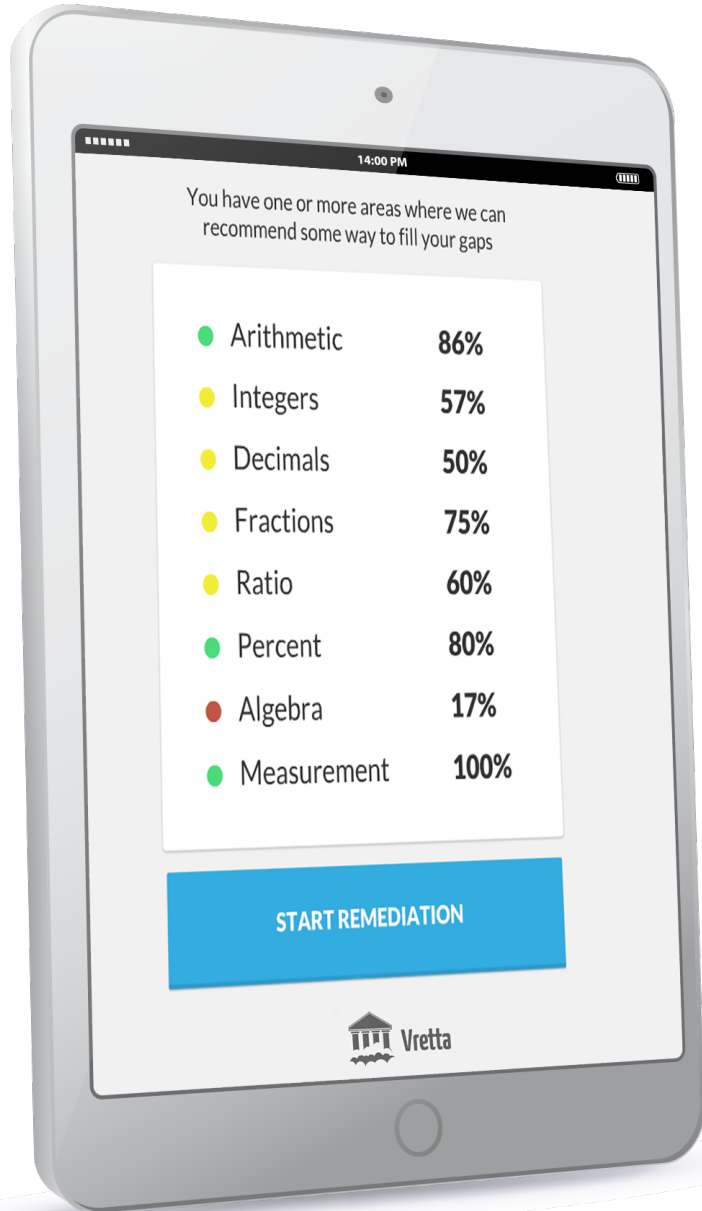 14:00 PM
You have one or more areas where we can
recommend some way to fill your gaps
Arithmetic 86%
Integers 57%
Decimals 50%
Fractions 75%
Ratio 60%
Percent 80%
Algebra 17%
Measurement 100%
START REMEDIATION
Vretta